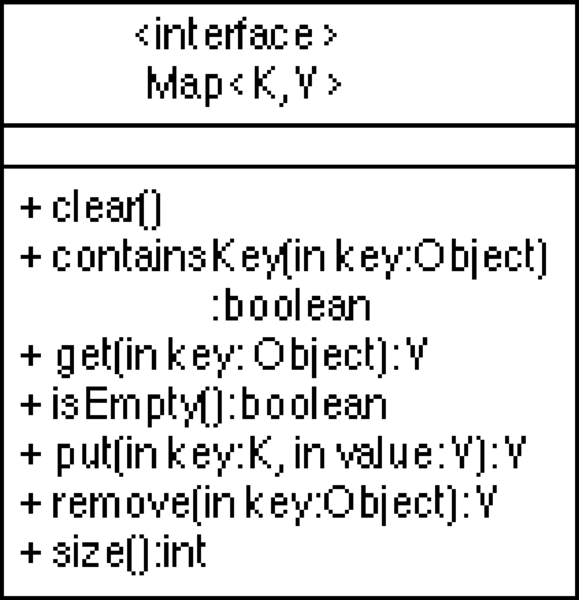 <interface>
Map<K,V>
+ clear()
+ containsKey(in key:Object)
:boolean
+ get(in key: Object):V
+ isEmpty():boolean
+ put(in key:K, in value:V):V
+ remove(in key:Object):V
+ size():int